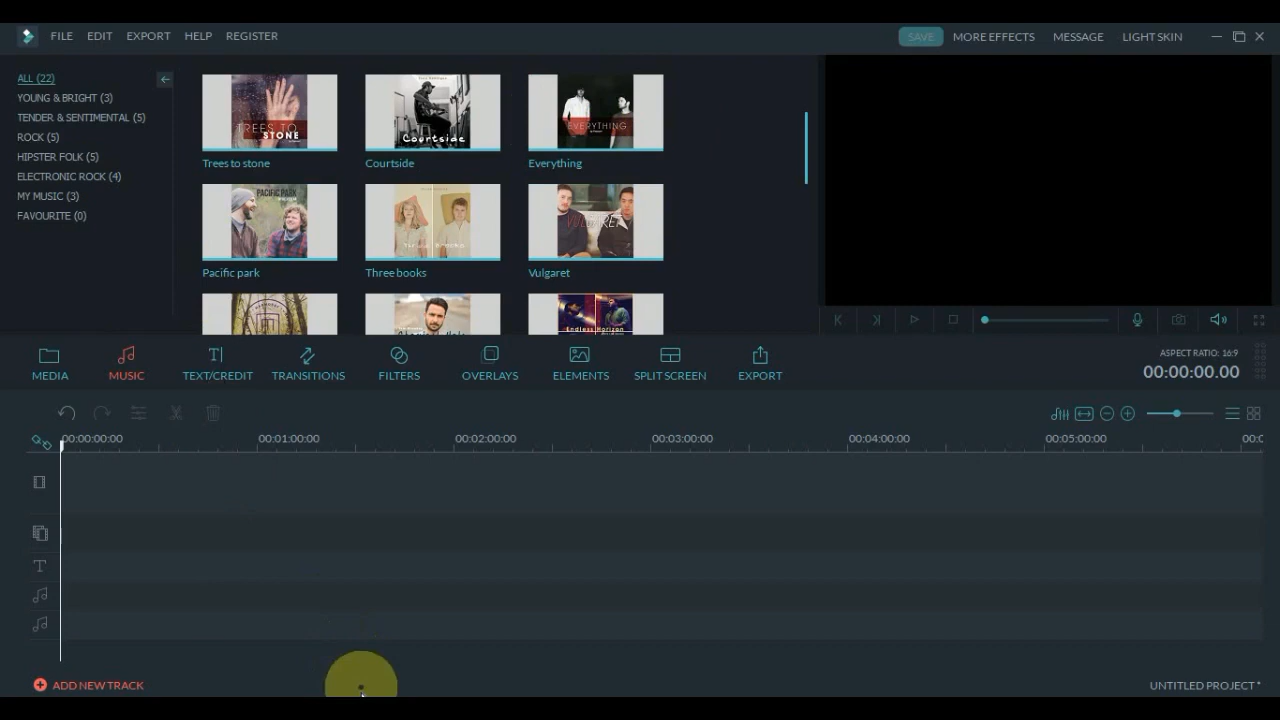 FILE EDIT EXPORT HELP REGISTER SAVE MORE EFFECTS MESSAGE LIGHT SKIN
ALL (22)
YOUNG & BRIGHT (3)
TENDER & SENTIMENTAL (5)
ROCK (5)
HIPSTER FOLK (5)
ELECTRONIC ROCK (4)
MY MUSIC (3)
FAVOURITE (0)
TREES TO
STONE
Courtside
EVERYTHING
Trees to stone Courtside Everything
PACIFIC PARK
VULGARET
Pacific park Three books Vulgaret
Endless Horizon
MEDIA MUSIC TEXT/CREDIT TRANSITIONS FILTERS OVERLAYS ELEMENTS SPLIT SCREEN EXPORT
ASPECT RATIO: 16:9
00:00:00.00
00:00:00:00 00:01:00:00 00:02:00:00 00:03:00:00 00:04:00:00 00:05:00:00
ADD NEW TRACK
UNTITLED PROJECT *